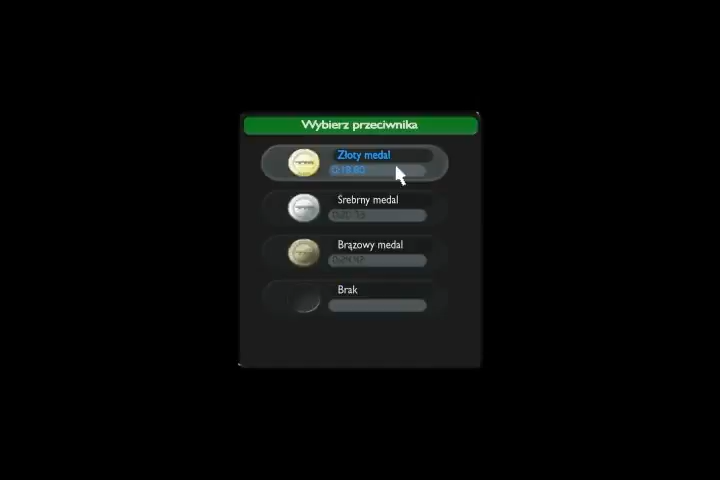 Wybierz przeciwnika
Złoty medal
Srebrny medal
Brązowy medal
Brak